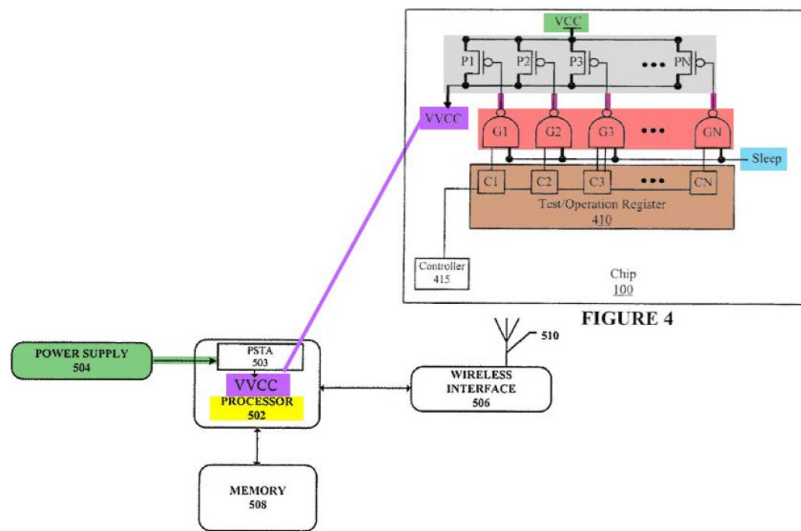 VCC
P1 P2 P3 ••• PN
VVCC
G1 G2 G3 ••• GN
Sleep
C1 C2 C3 ••• CN
Test/Operation Register
410
Controller
415
Chip
100
FIGURE 4
510
POWER SUPPLY
504
PSTA
503
VVCC
PROCESSOR
502
WIRELESS
INTERFACE
506
MEMORY
508